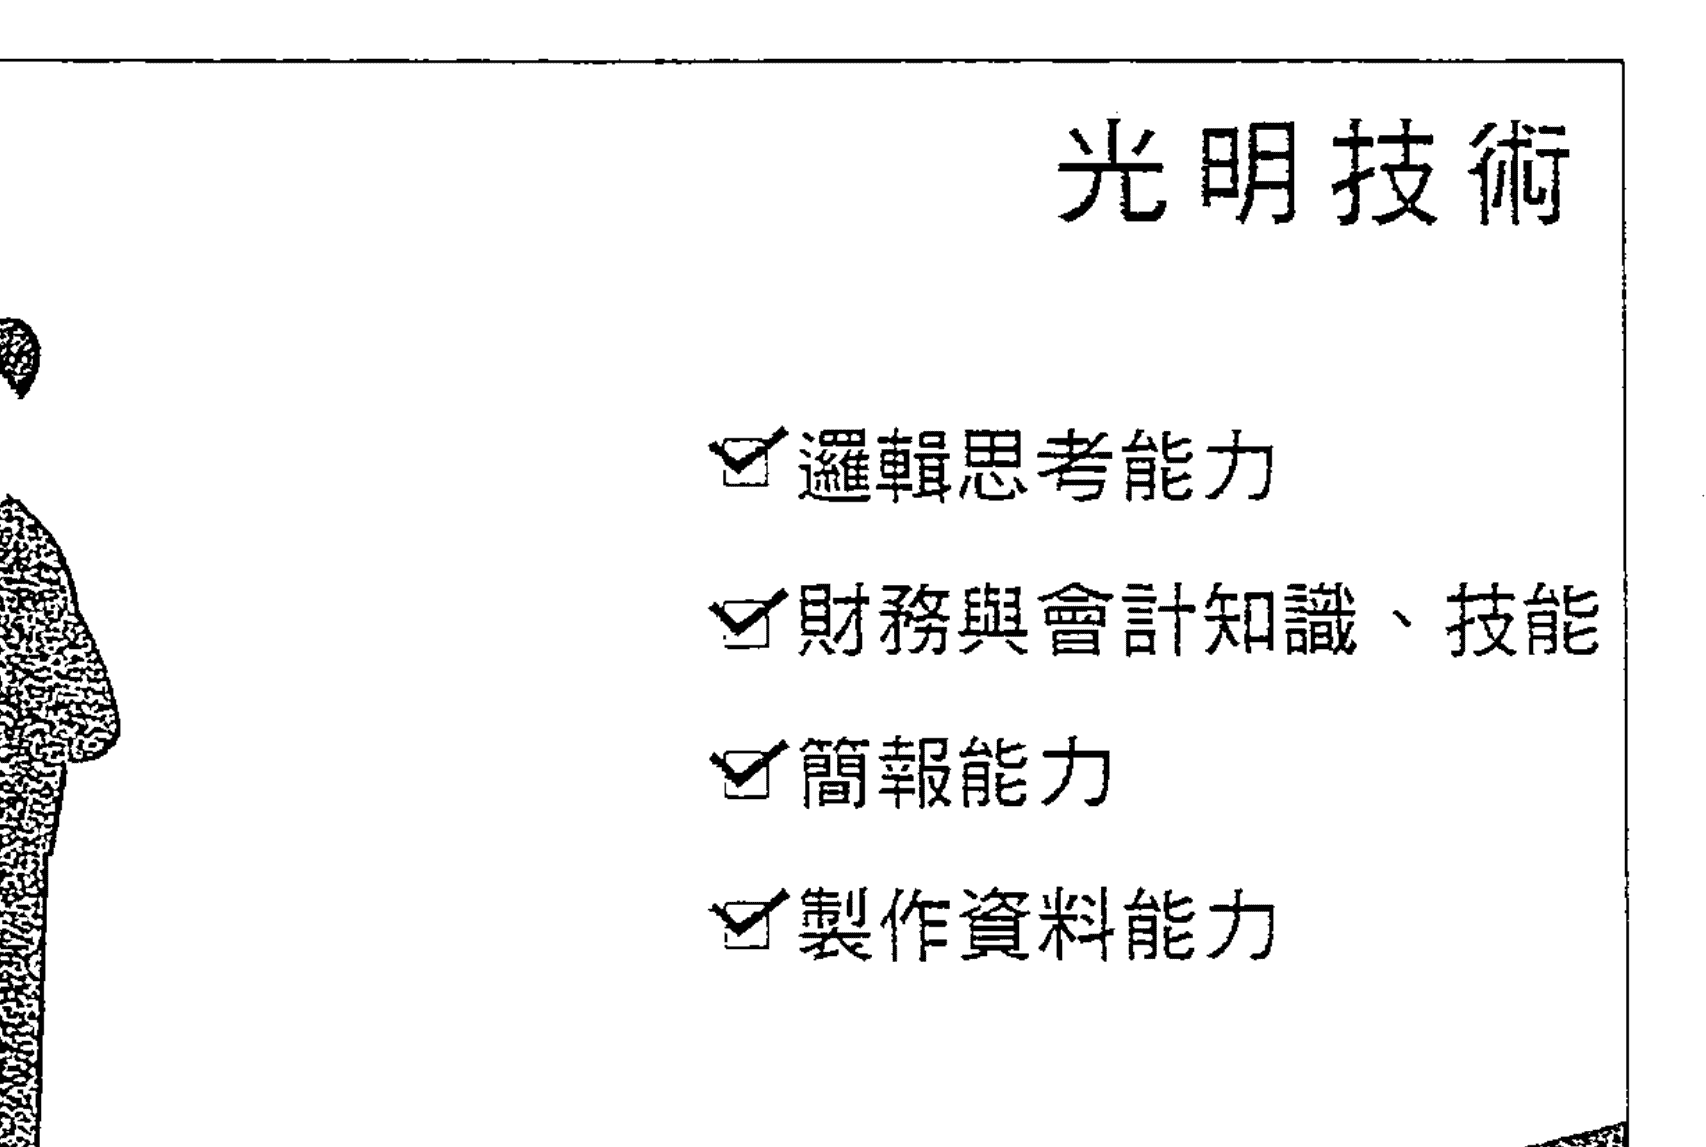 光明技術
邏輯思考能力
財務與會計知識、技能
簡報能力
製作資料能力